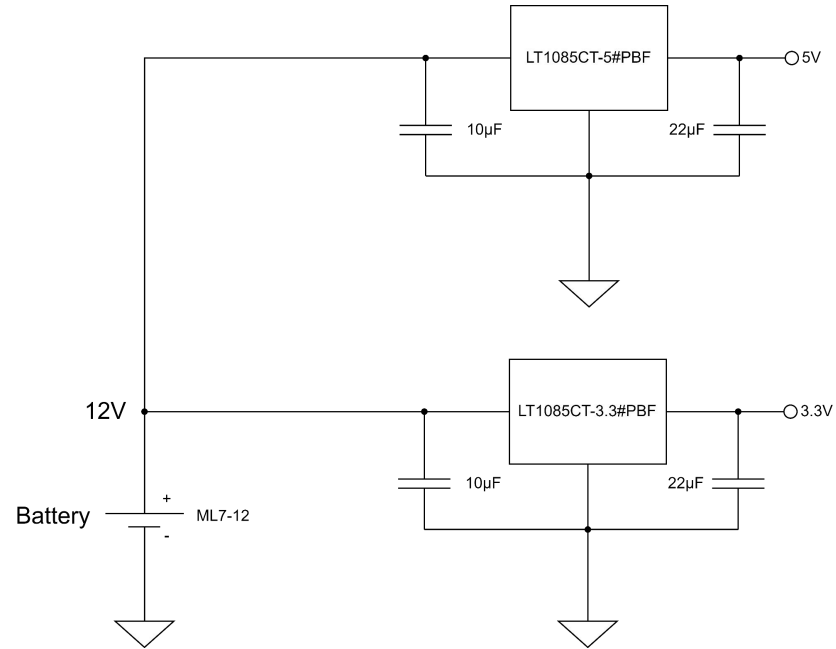 LT1085CT-5#PBF
5V
10µF
22µF
12V
LT1085CT-3.3#PBF
3.3V
10µF
22µF
+
Battery
ML7-12
-